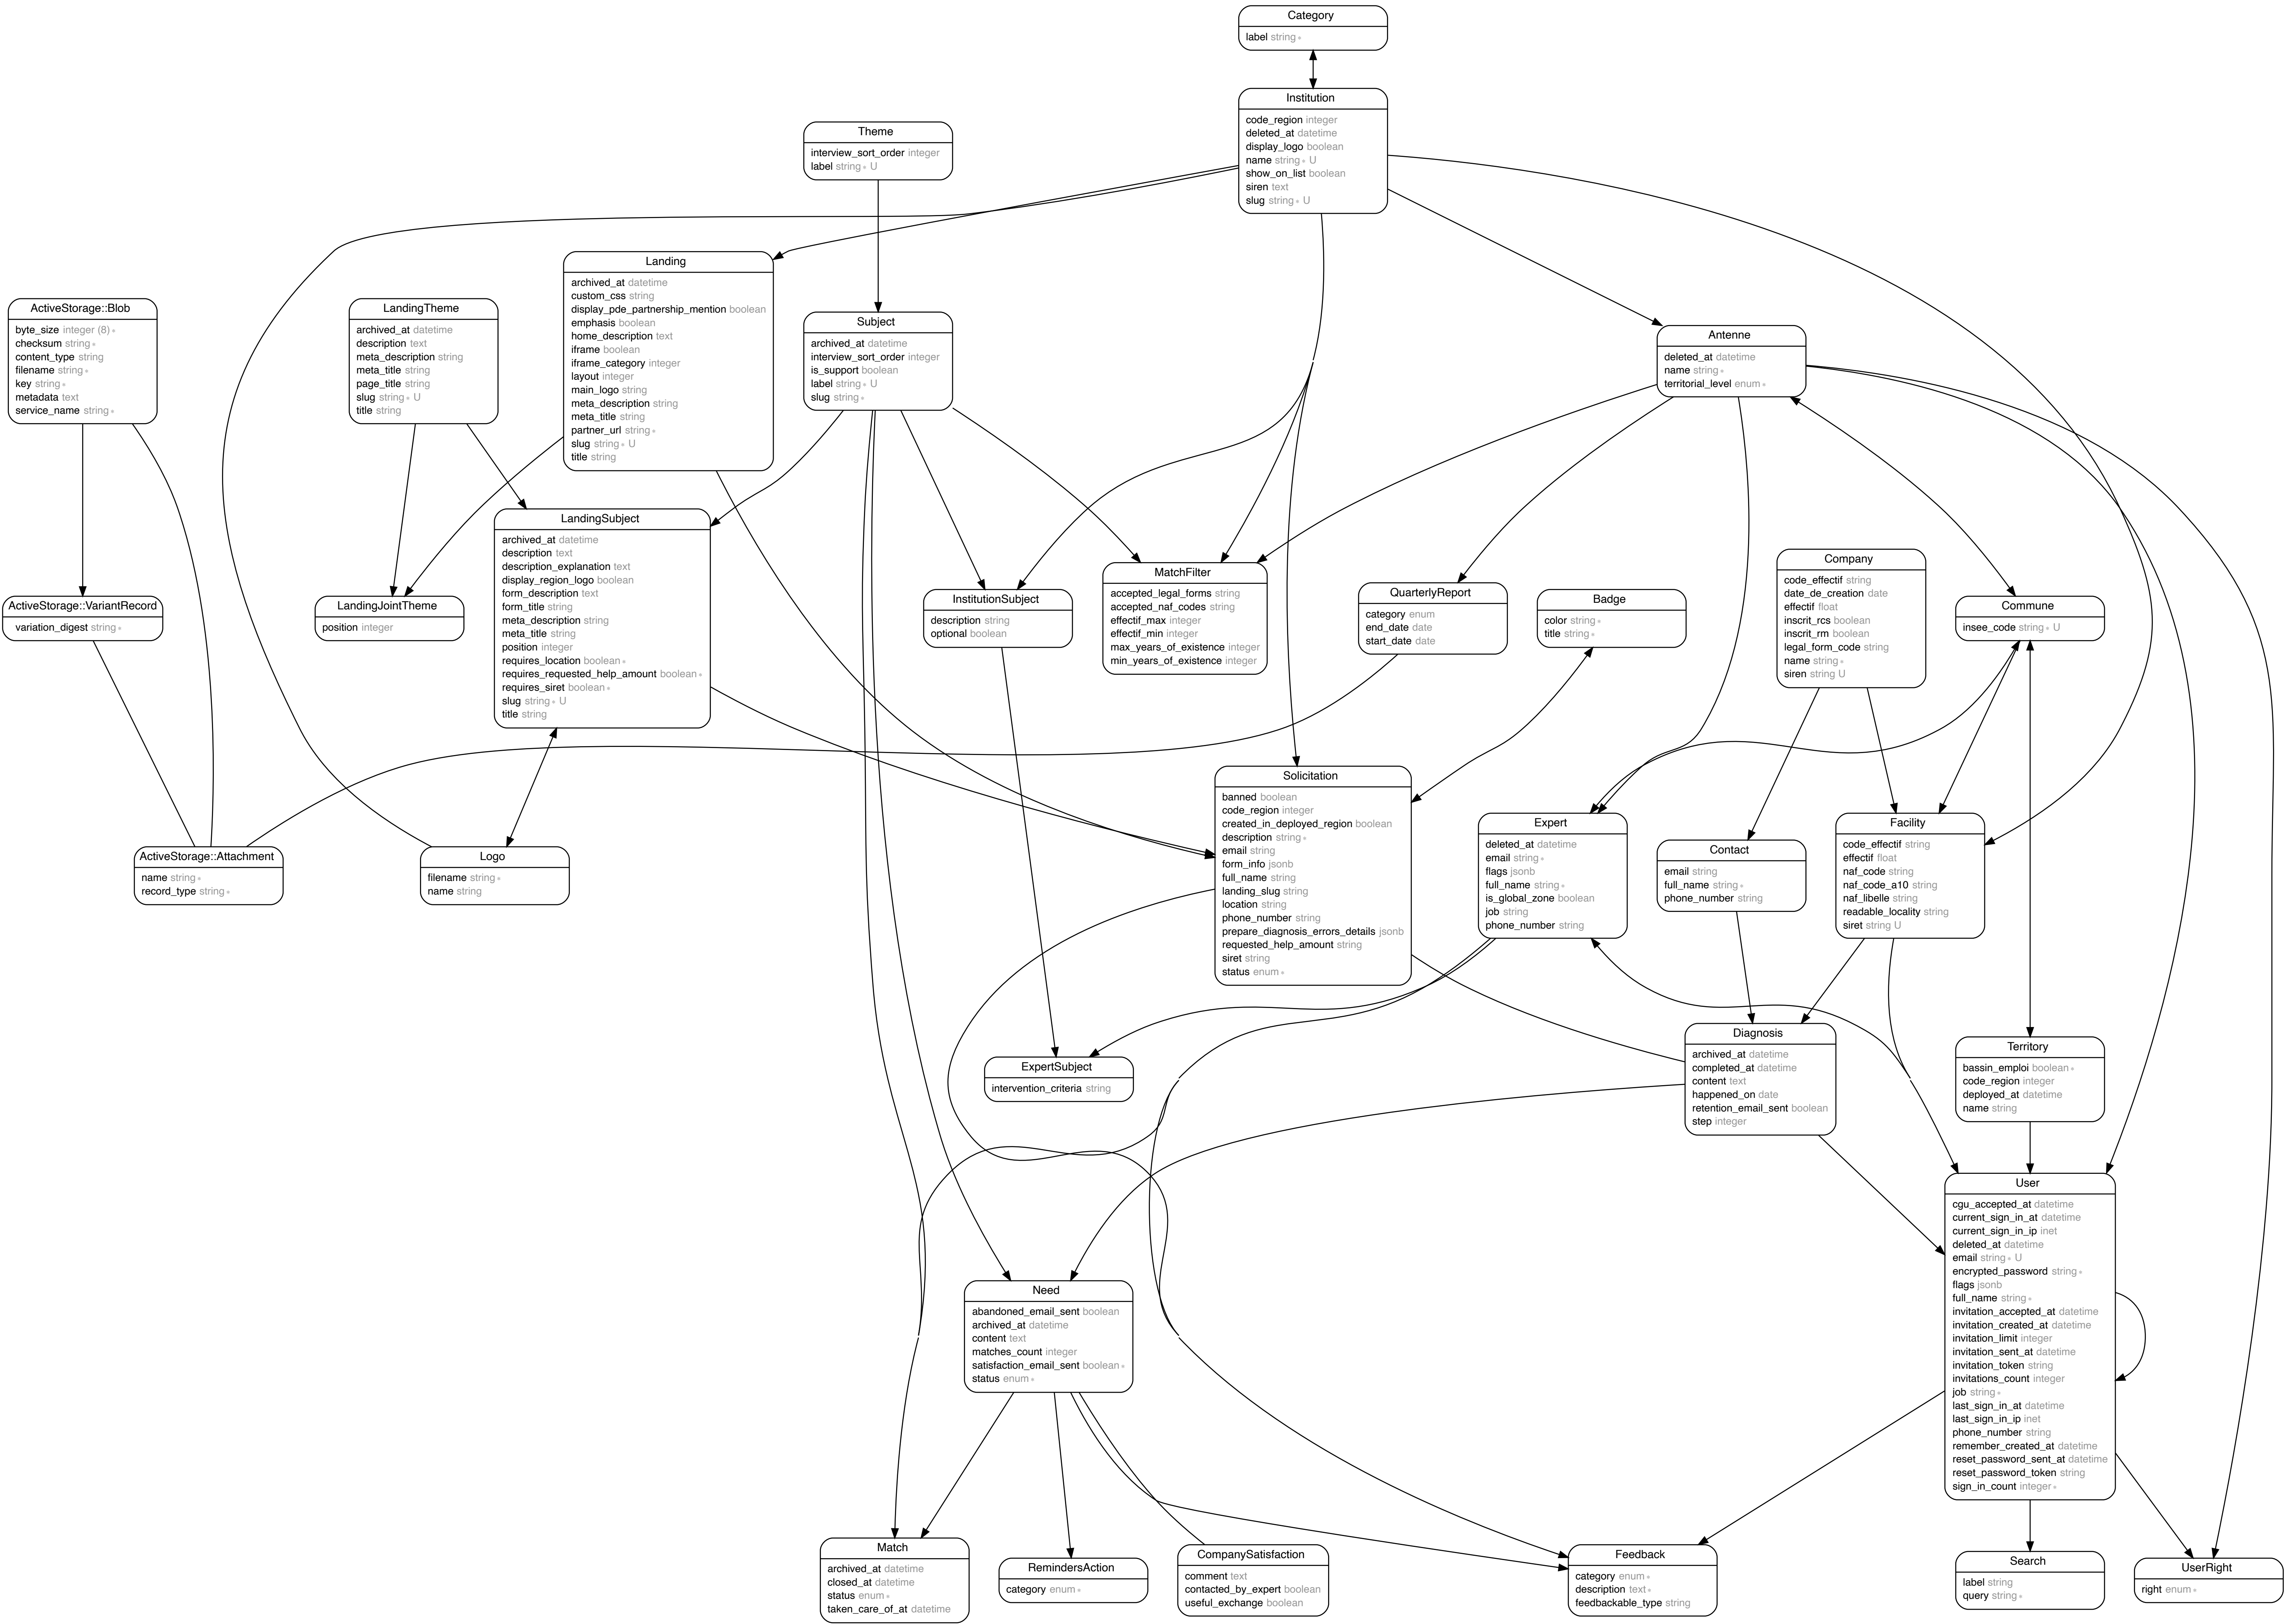 Category
label string∗
Institution
code_region integer
deleted_at datetime
display_logo boolean
name string∗ U
show_on_list boolean
siren text
slug string∗ U
Theme
interview_sort_order integer
label string∗ U
Landing
archived_at datetime
custom_css string
display_pde_partnership_mention boolean
emphasis boolean
home_description text
iframe boolean
iframe_category integer
layout integer
main_logo string
meta_description string
meta_title string
partner_url string∗
slug string∗ U
title string
ActiveStorage::Blob
byte_size integer (8)∗
checksum string∗
content_type string
filename string∗
key string∗
metadata text
service_name string∗
LandingTheme
archived_at datetime
description text
meta_description string
meta_title string
page_title string
slug string∗ U
title string
Subject
archived_at datetime
interview_sort_order integer
is_support boolean
label string∗ U
slug string∗
Antenne
deleted_at datetime
name string∗
territorial_level enum∗
LandingSubject
archived_at datetime
description text
description_explanation text
display_region_logo boolean
form_description text
form_title string
meta_description string
meta_title string
position integer
requires_location boolean∗
requires_requested_help_amount boolean∗
requires_siret boolean∗
slug string∗ U
title string
Company
code_effectif string
date_de_creation date
effectif float
inscrit_rcs boolean
inscrit_rm boolean
legal_form_code string
name string∗
siren string U
MatchFilter
accepted_legal_forms string
accepted_naf_codes string
effectif_max integer
effectif_min integer
max_years_of_existence integer
min_years_of_existence integer
QuarterlyReport
category enum
end_date date
start_date date
Badge
color string∗
title string∗
InstitutionSubject
description string
optional boolean
ActiveStorage::VariantRecord
variation_digest string∗
LandingJointTheme
position integer
Commune
insee_code string∗ U
Solicitation
banned boolean
code_region integer
created_in_deployed_region boolean
description string∗
email string
form_info jsonb
full_name string
landing_slug string
location string
phone_number string
prepare_diagnosis_errors_details jsonb
requested_help_amount string
siret string
status enum∗
Expert
deleted_at datetime
email string∗
flags jsonb
full_name string∗
is_global_zone boolean
job string
phone_number string
Contact
email string
full_name string∗
phone_number string
Facility
code_effectif string
effectif float
naf_code string
naf_code_a10 string
naf_libelle string
readable_locality string
siret string U
ActiveStorage::Attachment
name string∗
record_type string∗
Logo
filename string∗
name string
Diagnosis
archived_at datetime
completed_at datetime
content text
happened_on date
retention_email_sent boolean
step integer
Territory
bassin_emploi boolean∗
code_region integer
deployed_at datetime
name string
ExpertSubject
intervention_criteria string
User
cgu_accepted_at datetime
current_sign_in_at datetime
current_sign_in_ip inet
deleted_at datetime
email string∗ U
encrypted_password string∗
flags jsonb
full_name string∗
invitation_accepted_at datetime
invitation_created_at datetime
invitation_limit integer
invitation_sent_at datetime
invitation_token string
invitations_count integer
job string∗
last_sign_in_at datetime
last_sign_in_ip inet
phone_number string
remember_created_at datetime
reset_password_sent_at datetime
reset_password_token string
sign_in_count integer∗
Need
abandoned_email_sent boolean
archived_at datetime
content text
matches_count integer
satisfaction_email_sent boolean∗
status enum∗
Match
archived_at datetime
closed_at datetime
status enum∗
taken_care_of_at datetime
RemindersAction
category enum∗
CompanySatisfaction
comment text
contacted_by_expert boolean
useful_exchange boolean
Feedback
category enum∗
description text∗
feedbackable_type string
Search
label string
query string∗
UserRight
right enum∗